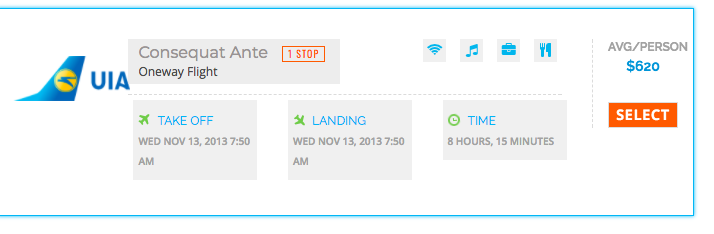 UIA
Consequat Ante 1 STOP
Oneway Flight
AVG/PERSON
$620
SELECT
TAKE OFF
WED NOV 13, 2013 7:50
AM
LANDING
WED NOV 13, 2013 7:50
AM
TIME
8 HOURS, 15 MINUTES